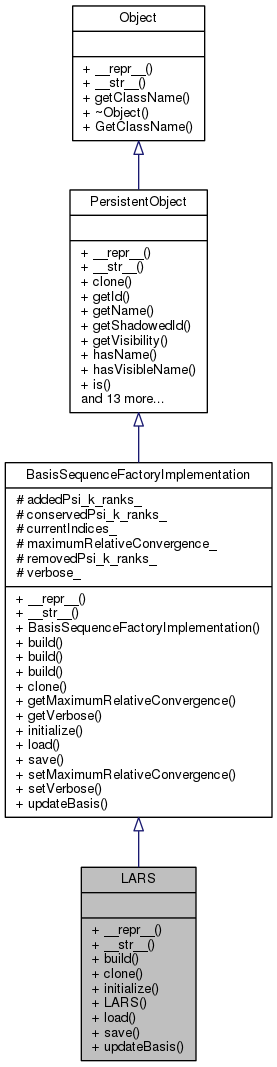 Object
+ __repr__()
+ __str__()
+ getClassName()
+ ~Object()
+ GetClassName()
PersistentObject
+ __repr__()
+ __str__()
+ clone()
+ getId()
+ getName()
+ getShadowedId()
+ getVisibility()
+ hasName()
+ hasVisibleName()
+ is()
and 13 more...
BasisSequenceFactoryImplementation
# addedPsi_k_ranks_
# conservedPsi_k_ranks_
# currentIndices_
# maximumRelativeConvergence_
# removedPsi_k_ranks_
# verbose_
+ __repr__()
+ __str__()
+ BasisSequenceFactoryImplementation()
+ build()
+ build()
+ build()
+ clone()
+ getMaximumRelativeConvergence()
+ getVerbose()
+ initialize()
+ load()
+ save()
+ setMaximumRelativeConvergence()
+ setVerbose()
+ updateBasis()
LARS
+ __repr__()
+ __str__()
+ build()
+ clone()
+ initialize()
+ LARS()
+ load()
+ save()
+ updateBasis()